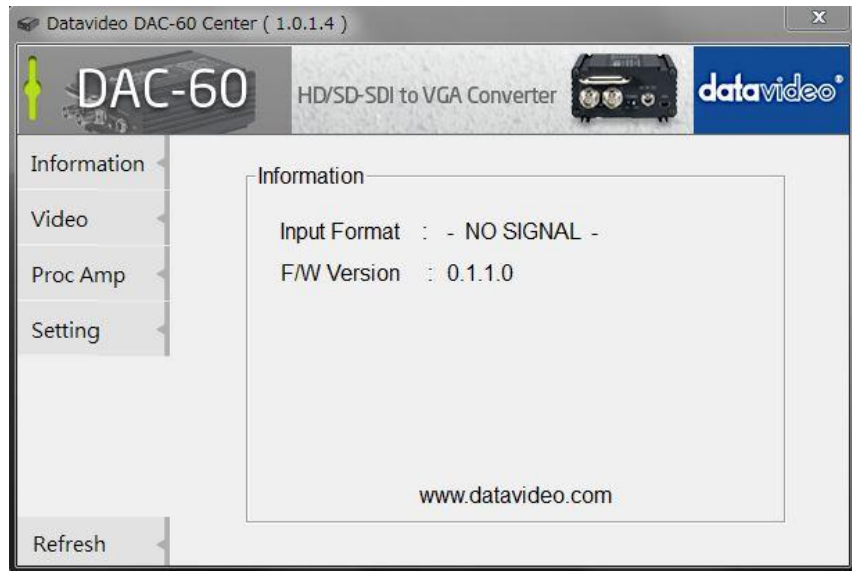 Datavideo DAC-60 Center ( 1.0.1.4 )
x
DAC-60
HD/SD-SDI to VGA Converter
datavideo®
Information
Video
Proc Amp
Setting
Refresh
Information
Input Format : - NO SIGNAL -
F/W Version : 0.1.1.0
www.datavideo.com